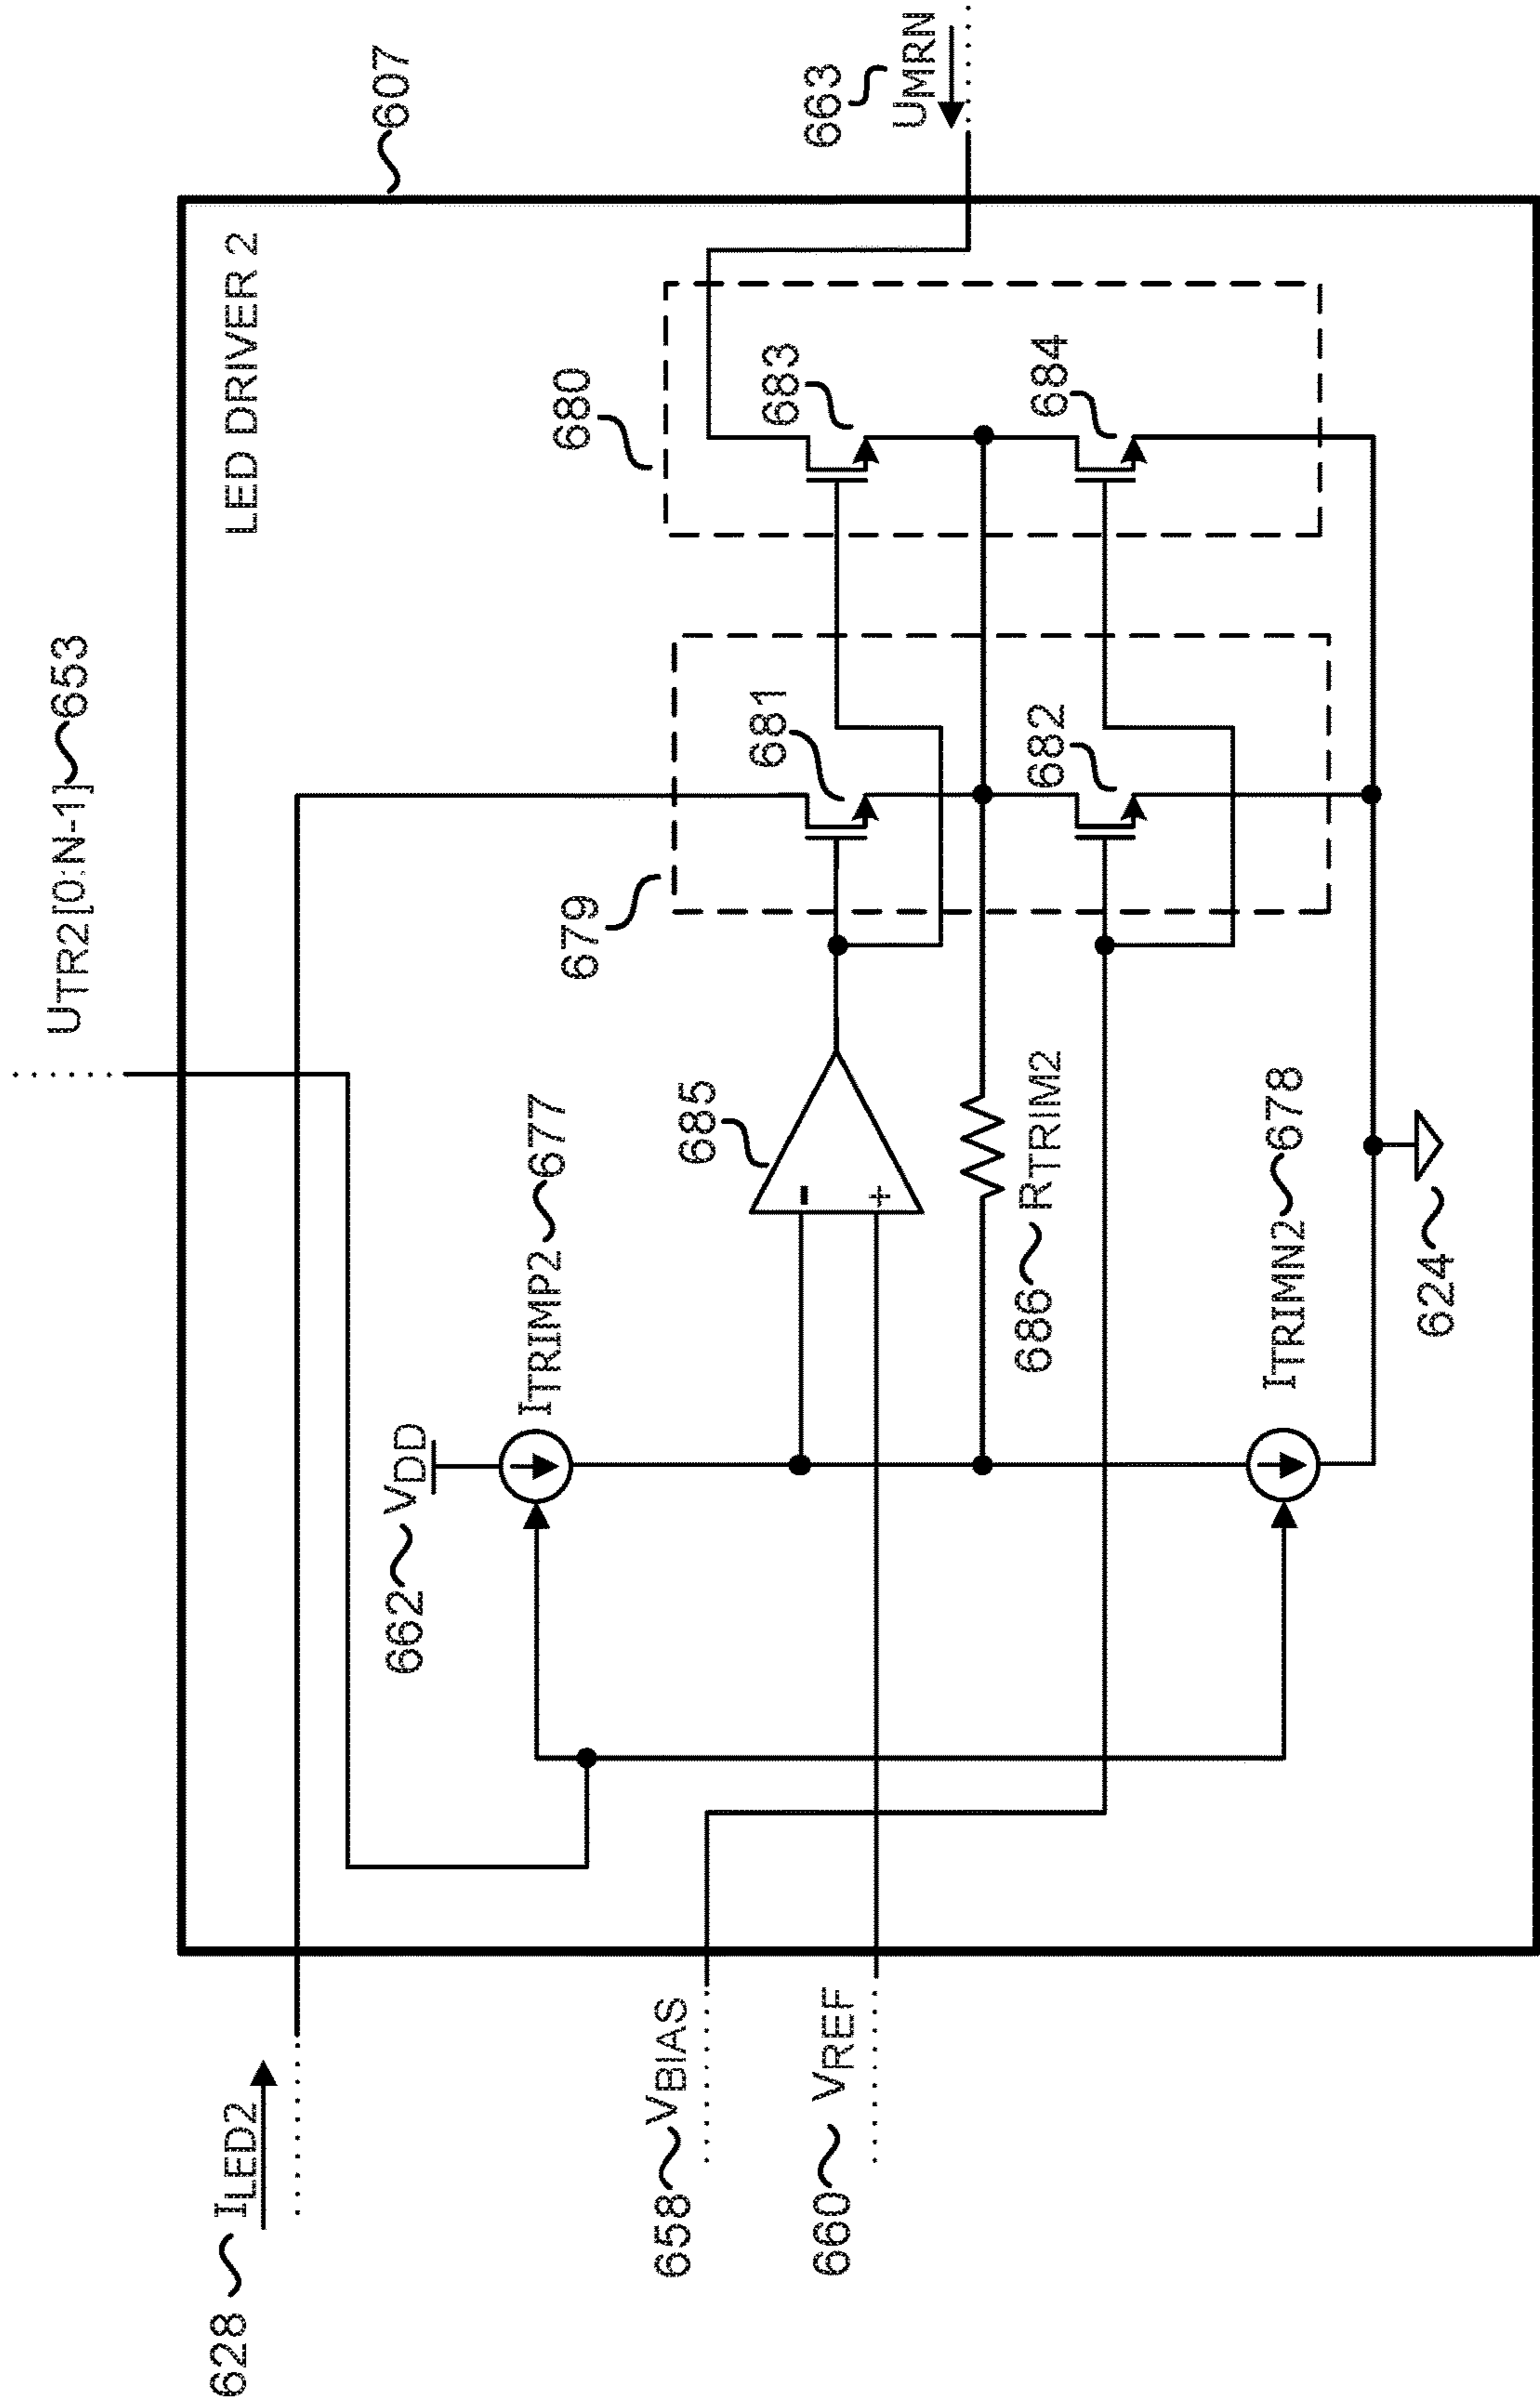 UTR2[0:N-1] 653
607
LED DRIVER 2
628 ILED2
663
UMRN
662 VDD
ITRIMP2 677
679
680
681
683
685
658 VBIAS
660 VREF
686 RTRIM2
682
684
ITRIMN2 678
624
-
+